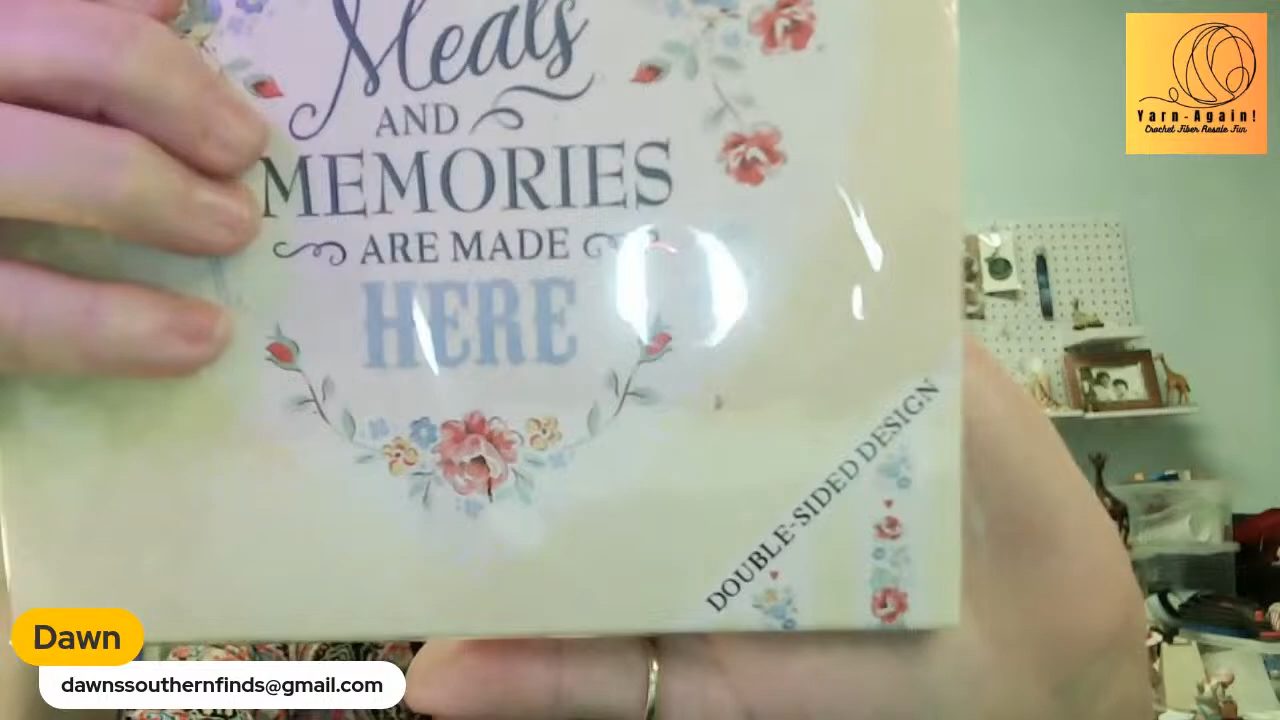 Meals
AND
MEMORIES
ARE MADE
HERE
DOUBLE-SIDED DESIGN
Yarn-Again!
Crochet Fiber Resale Fun
Dawn
dawnssouthernfinds@gmail.com